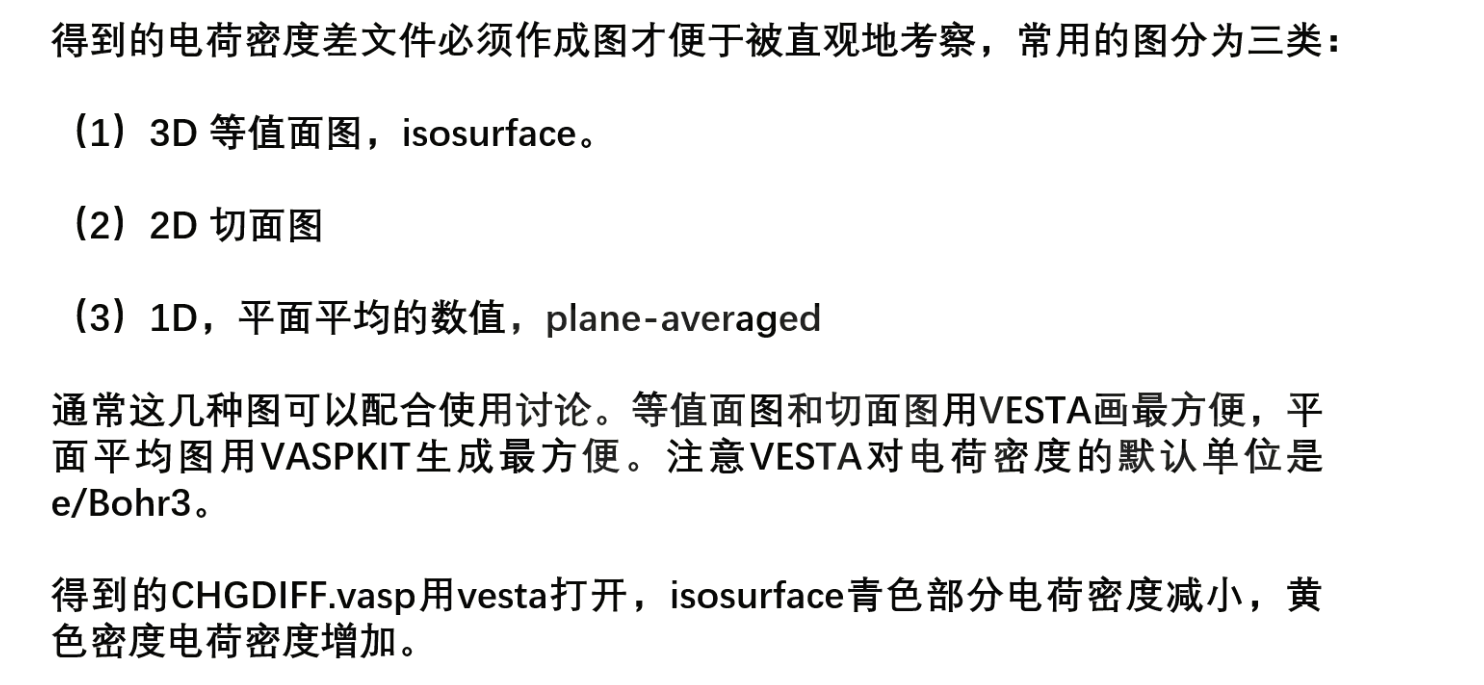 得到的电荷密度差文件必须作成图才便于被直观地考察，常用的图分为三类：
（1）3D 等值面图，isosurface。
（2）2D 切面图
（3）1D，平面平均的数值，plane-averaged
通常这几种图可以配合使用讨论。等值面图和切面图用VESTA画最方便，平
面平均图用VASPKIT生成最方便。注意VESTA对电荷密度的默认单位是
e/Bohr3。
得到的CHGDIFF.vasp用vesta打开，isosurface青色部分电荷密度减小，黄
色密度电荷密度增加。